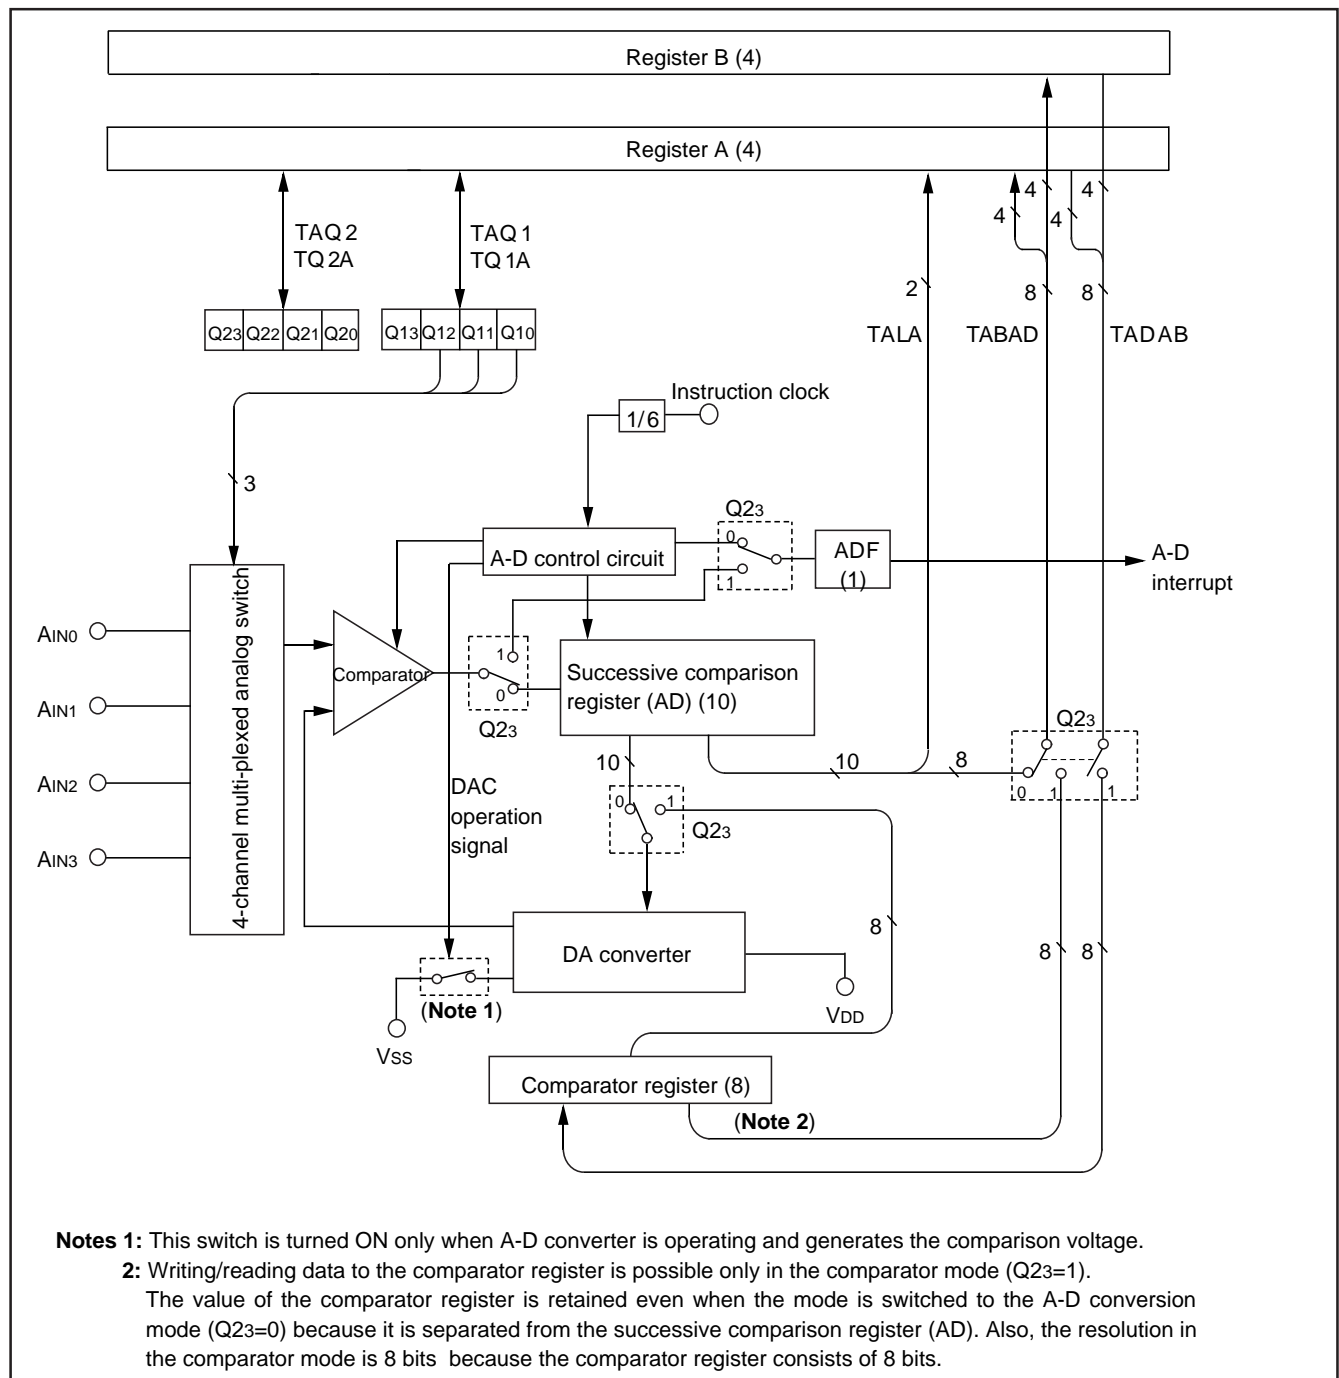 Register B (4)
Register A (4)
4
4
4
4
TAQ2
TQ2A
TAQ1
TQ1A
2
8
8
Q23 Q22 Q21 Q20
Q13 Q12 Q11 Q10
TALA
TABAD
TADAB
Instruction clock
1/6
3
Q23
0
1
A-D control circuit
ADF
(1)
A-D
interrupt
4-channel multi-plexed analog switch
AIN0
AIN1
AIN2
AIN3
Comparator
1
0
Q23
Successive comparison
register (AD) (10)
Q23
0
1
1
10
10
8
DAC
operation
signal
0
1
Q23
8
8
8
DA converter
(Note 1)
VSS
VDD
Comparator register (8)
(Note 2)
Notes 1: This switch is turned ON only when A-D converter is operating and generates the comparison voltage.
2: Writing/reading data to the comparator register is possible only in the comparator mode (Q23=1).
The value of the comparator register is retained even when the mode is switched to the A-D conversion
mode (Q23=0) because it is separated from the successive comparison register (AD). Also, the resolution in
the comparator mode is 8 bits because the comparator register consists of 8 bits.